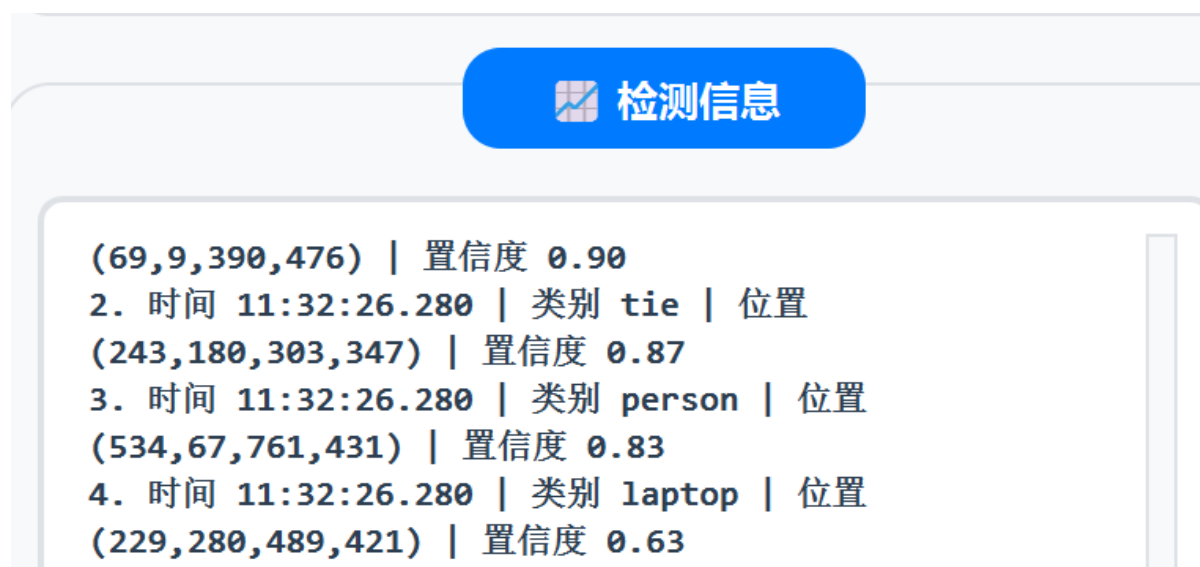 检测信息
(69,9,390,476) | 置信度 0.90
2. 时间 11:32:26.280 | 类别 tie | 位置
(243,180,303,347) | 置信度 0.87
3. 时间 11:32:26.280 | 类别 person | 位置
(534,67,761,431) | 置信度 0.83
4. 时间 11:32:26.280 | 类别 laptop | 位置
(229,280,489,421) | 置信度 0.63